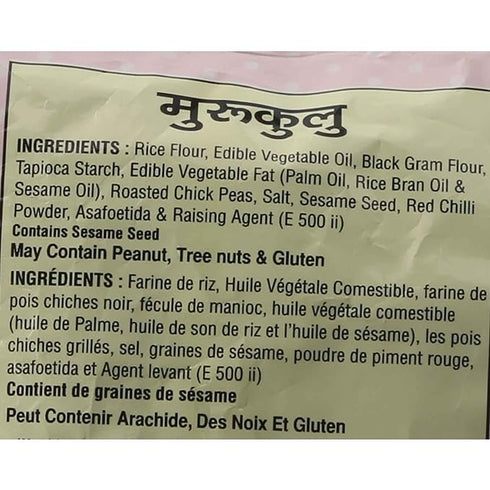 मुरूकुलु
INGREDIENTS : Rice Flour, Edible Vegetable Oil, Black Gram Flour,
Tapioca Starch, Edible Vegetable Fat (Palm Oil, Rice Bran Oil &
Sesame Oil), Roasted Chick Peas, Salt, Sesame Seed, Red Chilli
Powder, Asafoetida & Raising Agent (E 500 ii)
Contains Sesame Seed
May Contain Peanut, Tree nuts & Gluten
INGRÉDIENTS : Farine de riz, Huile Végétale Comestible, farine de
pois chiches noir, fécule de manioc, huile végétale comestible
(huile de Palme, huile de son de riz et l'huile de sésame), les pois
chiches grillés, sel, graines de sésame, poudre de piment rouge,
asafoetida et Agent levant (E 500 ii)
Contient de graines de sésame
Peut Contenir Arachide, Des Noix Et Gluten